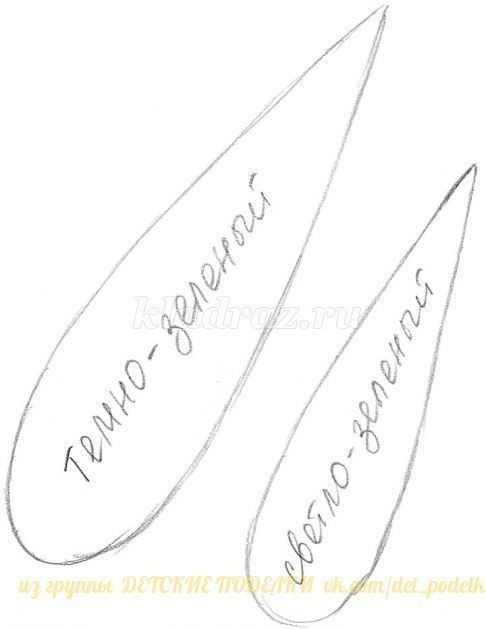 темно-зеленый
kladraz.ru
светло-зеленый
из группы ДЕТСКИЕ ПОДЕЛКИ vk.com/det_podelk